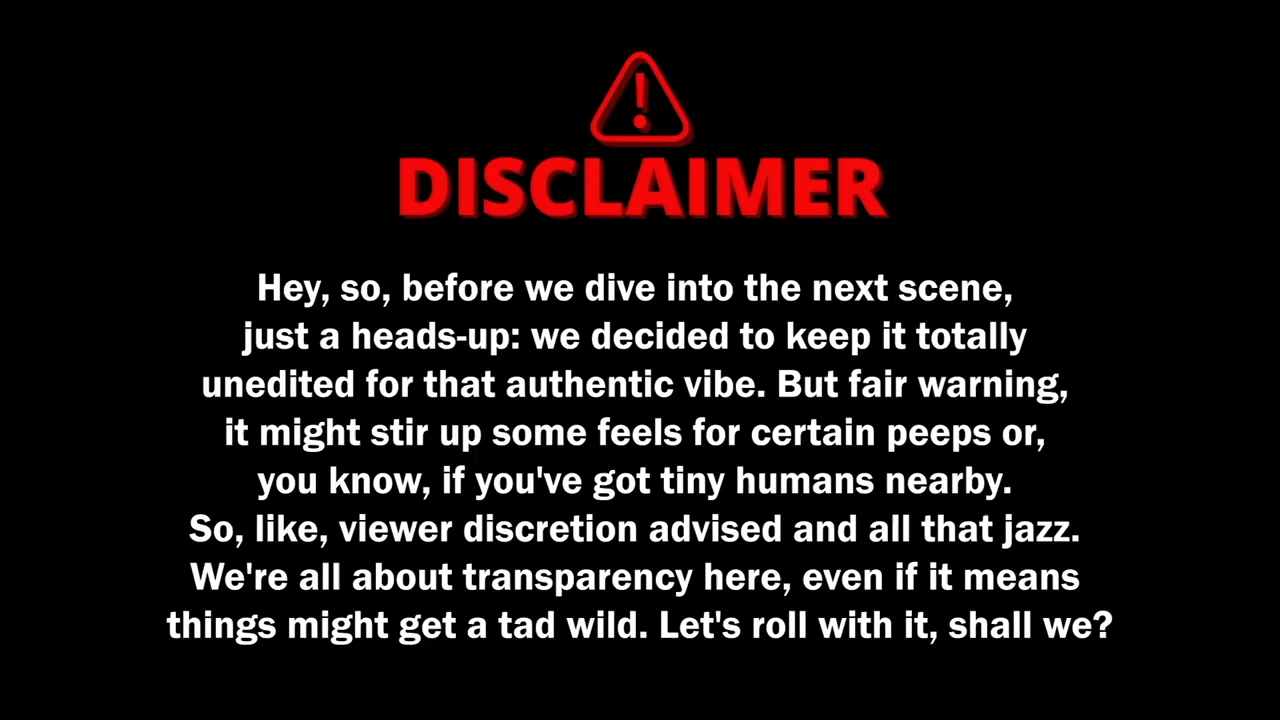 DISCLAIMER
Hey, so, before we dive into the next scene,
just a heads-up: we decided to keep it totally
unedited for that authentic vibe. But fair warning,
it might stir up some feels for certain peeps or,
you know, if you've got tiny humans nearby.
So, like, viewer discretion advised and all that jazz.
We're all about transparency here, even if it means
things might get a tad wild. Let's roll with it, shall we?